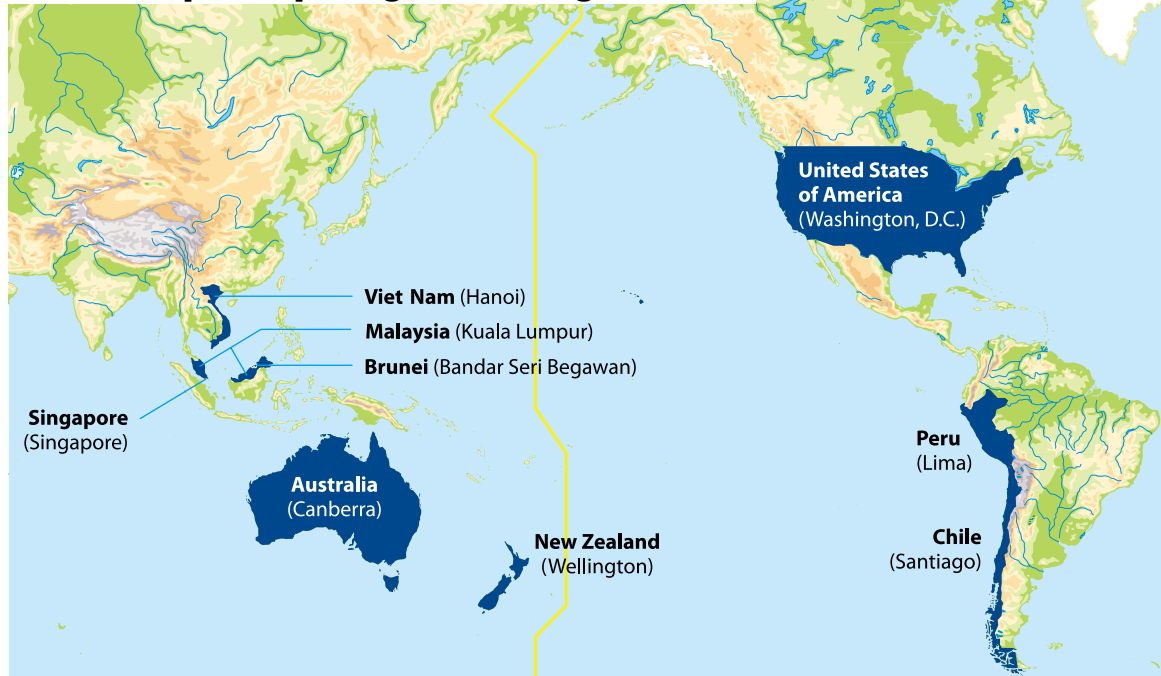 United States
of America
(Washington, D.C.)
Viet Nam (Hanoi)
Malaysia (Kuala Lumpur)
Brunei (Bandar Seri Begawan)
Singapore
(Singapore)
Peru
(Lima)
Australia
(Canberra)
New Zealand
(Wellington)
Chile
(Santiago)